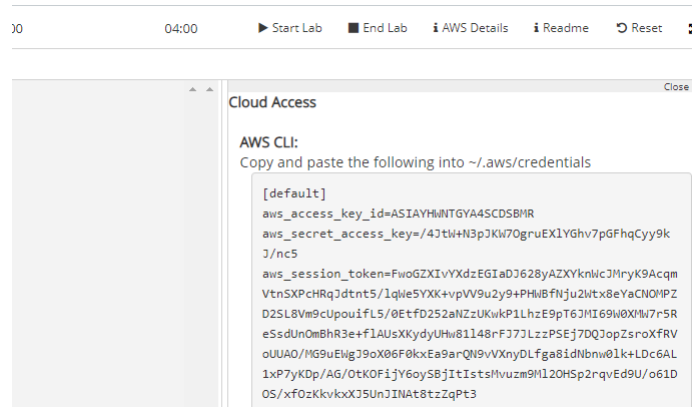 00 04:00 Start Lab End Lab AWS Details Readme Reset
Close
Cloud Access
AWS CLI:
Copy and paste the following into ~/.aws/credentials
[default]
aws_access_key_id=ASIAYHWNTGYA4SCDSBMR
aws_secret_access_key=/4JtW+N3pJKW7OgruEXlYGhv7pGFhqCyy9k
J/nc5
aws_session_token=FwoGZXIvYXdzEGIaDJ628yAZXYknWcJMryK9Acqm
VtnSXPcHRqJdtnt5/lqWe5YXK+vpVV9u2y9+PHWBfNju2Wtx8eYaCNOMPZ
D2SL8Vm9cUpouifL5/0EtfD252aNZzUKwkP1LhzE9pT6JMI69W0XMW7r5R
eSsdUnOmBhR3e+flAUsXKydyUHw81l48rFJ7JLzzPSEj7DQJopZsroXfRV
oUUAO/MG9uEWgJ9oX06F0kxEa9arQN9vVXnyDLfga8idNbnw0lk+LDc6AL
1xP7yKDp/AG/OtKOFijY6oySBjItIstsMvuzm9Ml2OHSp2rqvEd9U/o61D
OS/xfOzKkvkxXJ5UnJINAt8tzZqPt3